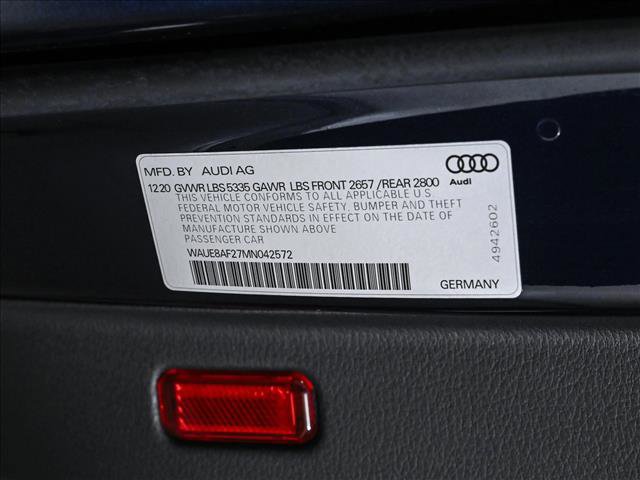 MFD. BY AUDI AG
12 20 GVWR LBS 5335 GAWR LBS FRONT 2657 / REAR 2800
THIS VEHICLE CONFORMS TO ALL APPLICABLE U.S.
FEDERAL MOTOR VEHICLE SAFETY, BUMPER AND THEFT
PREVENTION STANDARDS IN EFFECT ON THE DATE OF
MANUFACTURE SHOWN ABOVE
PASSENGER CAR
WAUE8AF27MN042572
Audi
4942602
GERMANY